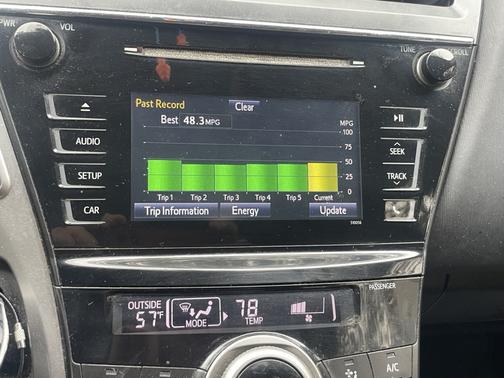 PWR VOL
TUNE SCROLL
Past Record
Clear
Best 48.3 MPG
MPG
100
75
50
25
0
Trip 1 Trip 2 Trip 3 Trip 4 Trip 5 Current
Trip Information Energy Update
AUDIO
SETUP
CAR
SEEK
TRACK
PASSENGER
OUTSIDE
57°F
MODE
78
TEMP
A/C